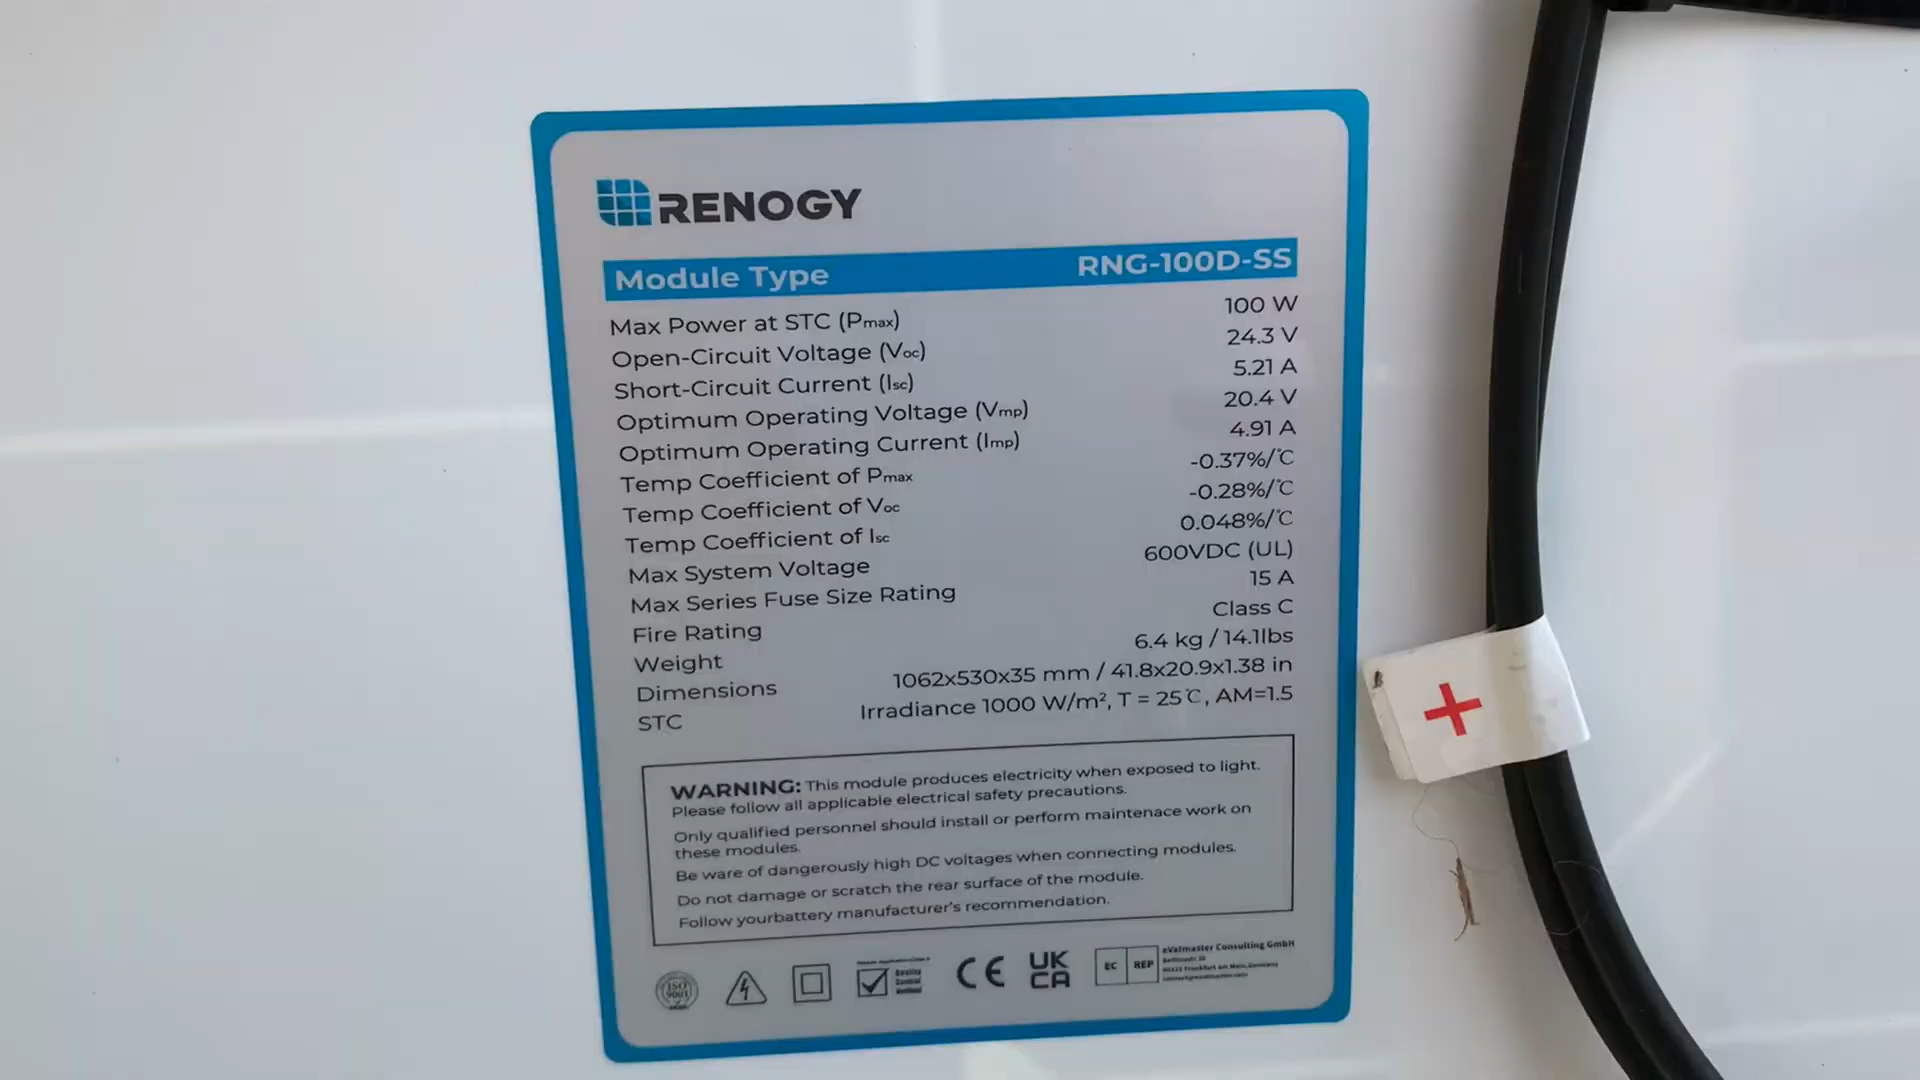 RENOGY
Module Type RNG-100D-SS
Max Power at STC (Pmax) 100 W
Open-Circuit Voltage (Voc) 24.3 V
Short-Circuit Current (Isc) 5.21 A
Optimum Operating Voltage (Vmp) 20.4 V
Optimum Operating Current (Imp) 4.91 A
Temp Coefficient of Pmax -0.37%/℃
Temp Coefficient of Voc -0.28%/℃
Temp Coefficient of Isc 0.048%/℃
Max System Voltage 600VDC (UL)
Max Series Fuse Size Rating 15 A
Fire Rating Class C
Weight 6.4 kg / 14.1lbs
Dimensions 1062x530x35 mm / 41.8x20.9x1.38 in
STC Irradiance 1000 W/m², T = 25℃, AM=1.5
WARNING: This module produces electricity when exposed to light.
Please follow all applicable electrical safety precautions.
Only qualified personnel should install or perform maintenace work on
these modules.
Be ware of dangerously high DC voltages when connecting modules.
Do not damage or scratch the rear surface of the module.
Follow yourbattery manufacturer's recommendation.
ISO
9001
CE
UK
CA
EC REP
eVatmaster Consulting GmbH
+